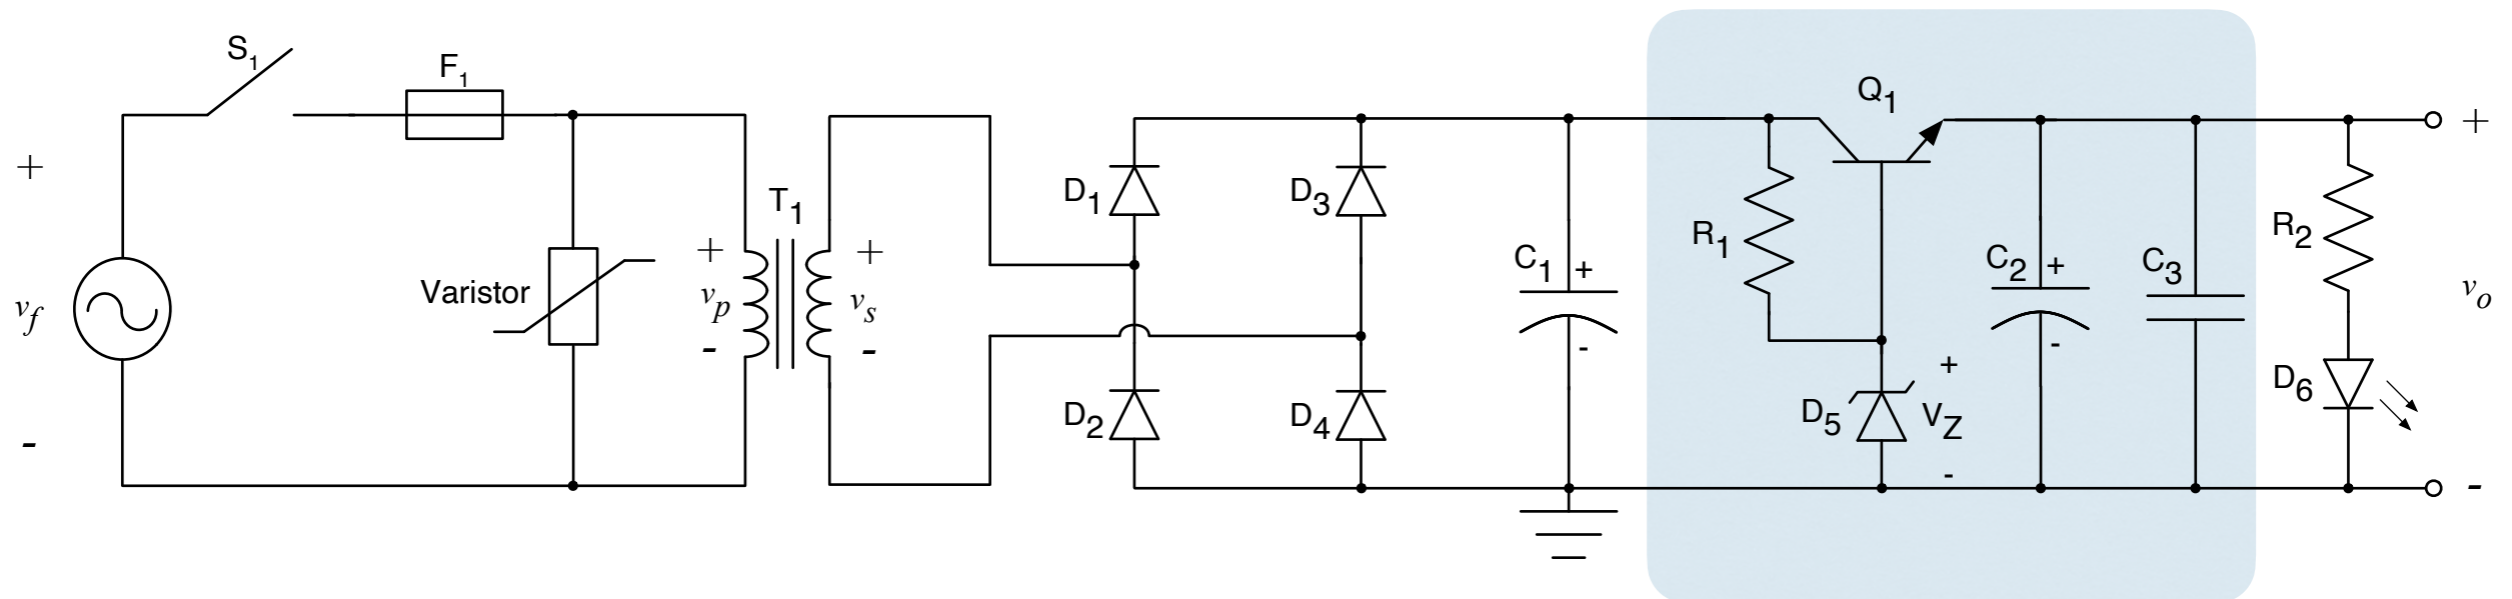 S1
F1
+
vf
-
Varistor
T1
+
vp
-
+
vs
-
D1
D2
D3
D4
C1
+
-
Q1
R1
D5
+
VZ
-
C2
+
-
C3
R2
D6
+
vo
-